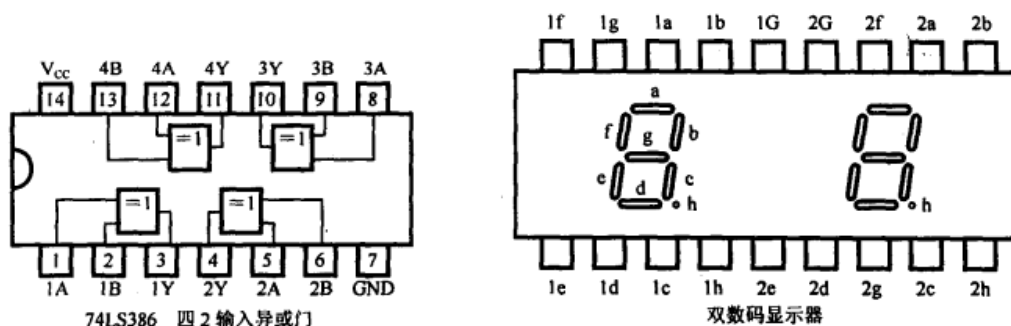 1f 1g 1a 1b 1G 2G 2f 2a 2b
V_CC 4B 4A 4Y 3Y 3B 3A
14 13 12 11 10 9 8
=1 =1
=1 =1
1 2 3 4 5 6 7
1A 1B 1Y 2Y 2A 2B GND
74LS386 四2输入异或门
a
f b
g
e c
d
h
h
1e 1d 1c 1h 2e 2d 2g 2c 2h
双数码显示器